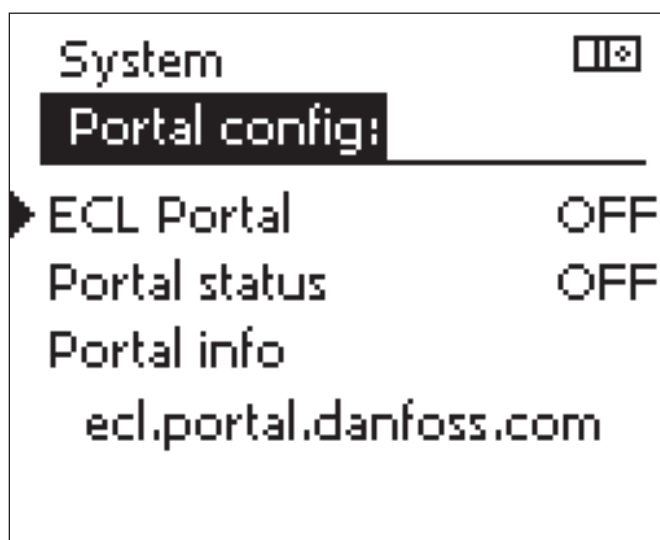 System
Portal config:
ECL Portal OFF
Portal status OFF
Portal info
ecl.portal.danfoss.com